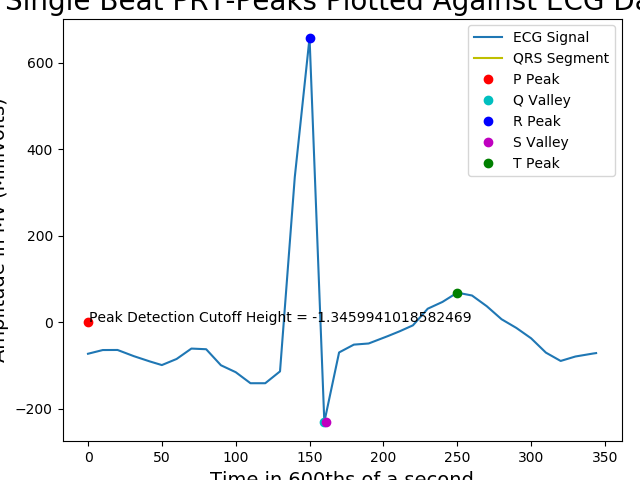 Single Beat PRT-Peaks Plotted Against ECG Da
ECG Signal
QRS Segment
P Peak
Q Valley
R Peak
S Valley
T Peak
Amplitude in MV (Millivolts)
600
400
200
0
−200
Peak Detection Cutoff Height = -1.3459941018582469
0
50
100
150
200
250
300
350
Time in 600ths of a second